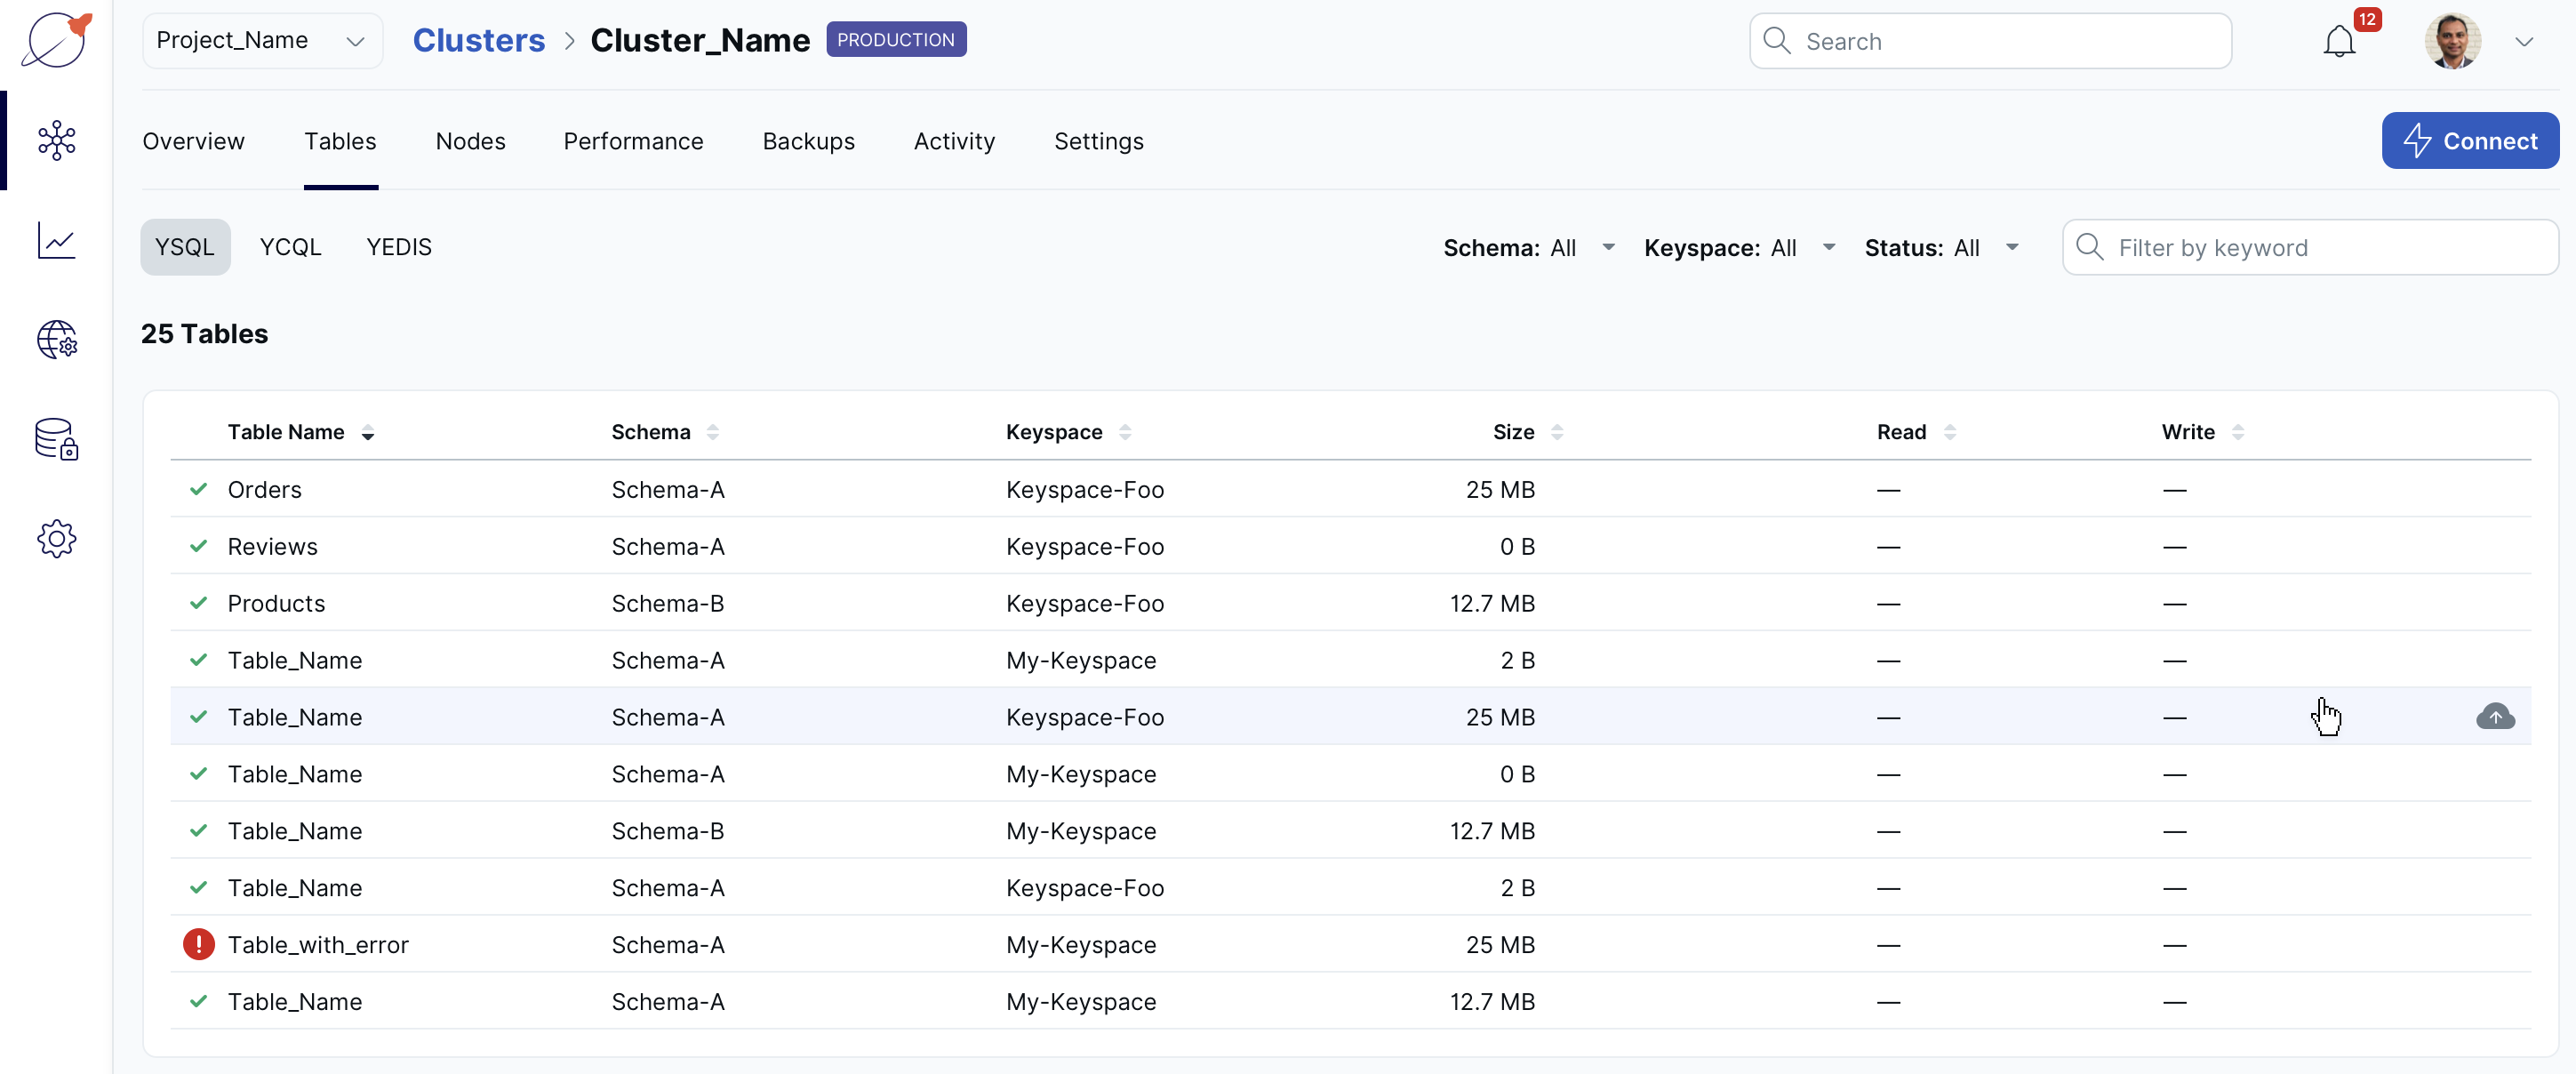 Project_Name Clusters > Cluster_Name PRODUCTION Search 12
Overview Tables Nodes Performance Backups Activity Settings Connect
YSQL YCQL YEDIS Schema: All Keyspace: All Status: All Filter by keyword
25 Tables
Table Name Schema Keyspace Size Read Write
Orders Schema-A Keyspace-Foo 25 MB — —
Reviews Schema-A Keyspace-Foo 0 B — —
Products Schema-B Keyspace-Foo 12.7 MB — —
Table_Name Schema-A My-Keyspace 2 B — —
Table_Name Schema-A Keyspace-Foo 25 MB — —
Table_Name Schema-A My-Keyspace 0 B — —
Table_Name Schema-B My-Keyspace 12.7 MB — —
Table_Name Schema-A Keyspace-Foo 2 B — —
Table_with_error Schema-A My-Keyspace 25 MB — —
Table_Name Schema-A My-Keyspace 12.7 MB — —